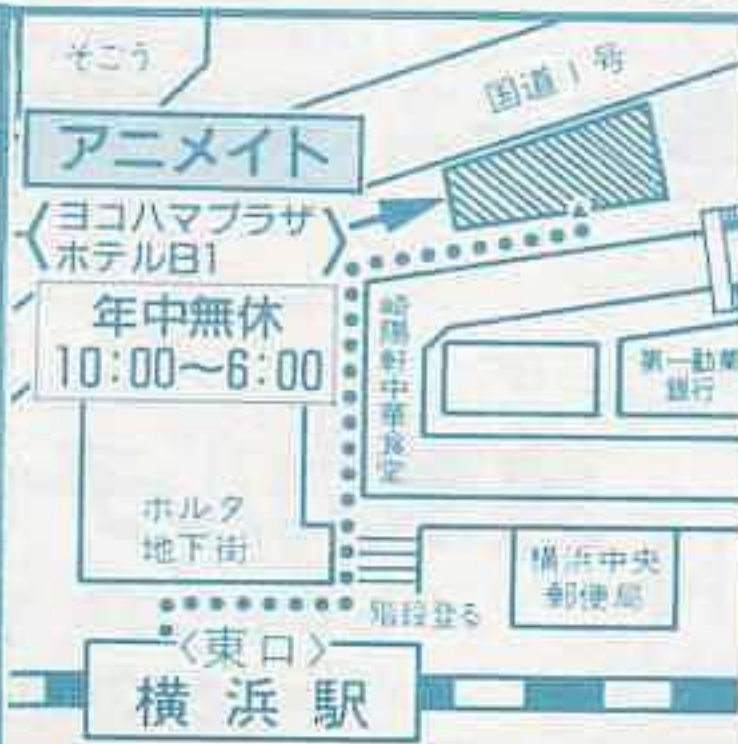 そごう
国道1号
アニメイト
〈ヨコハマプラザ
ホテルB1〉
年中無休
10:00〜6:00
崎陽軒中華食堂
第一勧業
銀行
ポルタ
地下街
横浜中央
郵便局
階段登る
〈東口〉
横浜駅